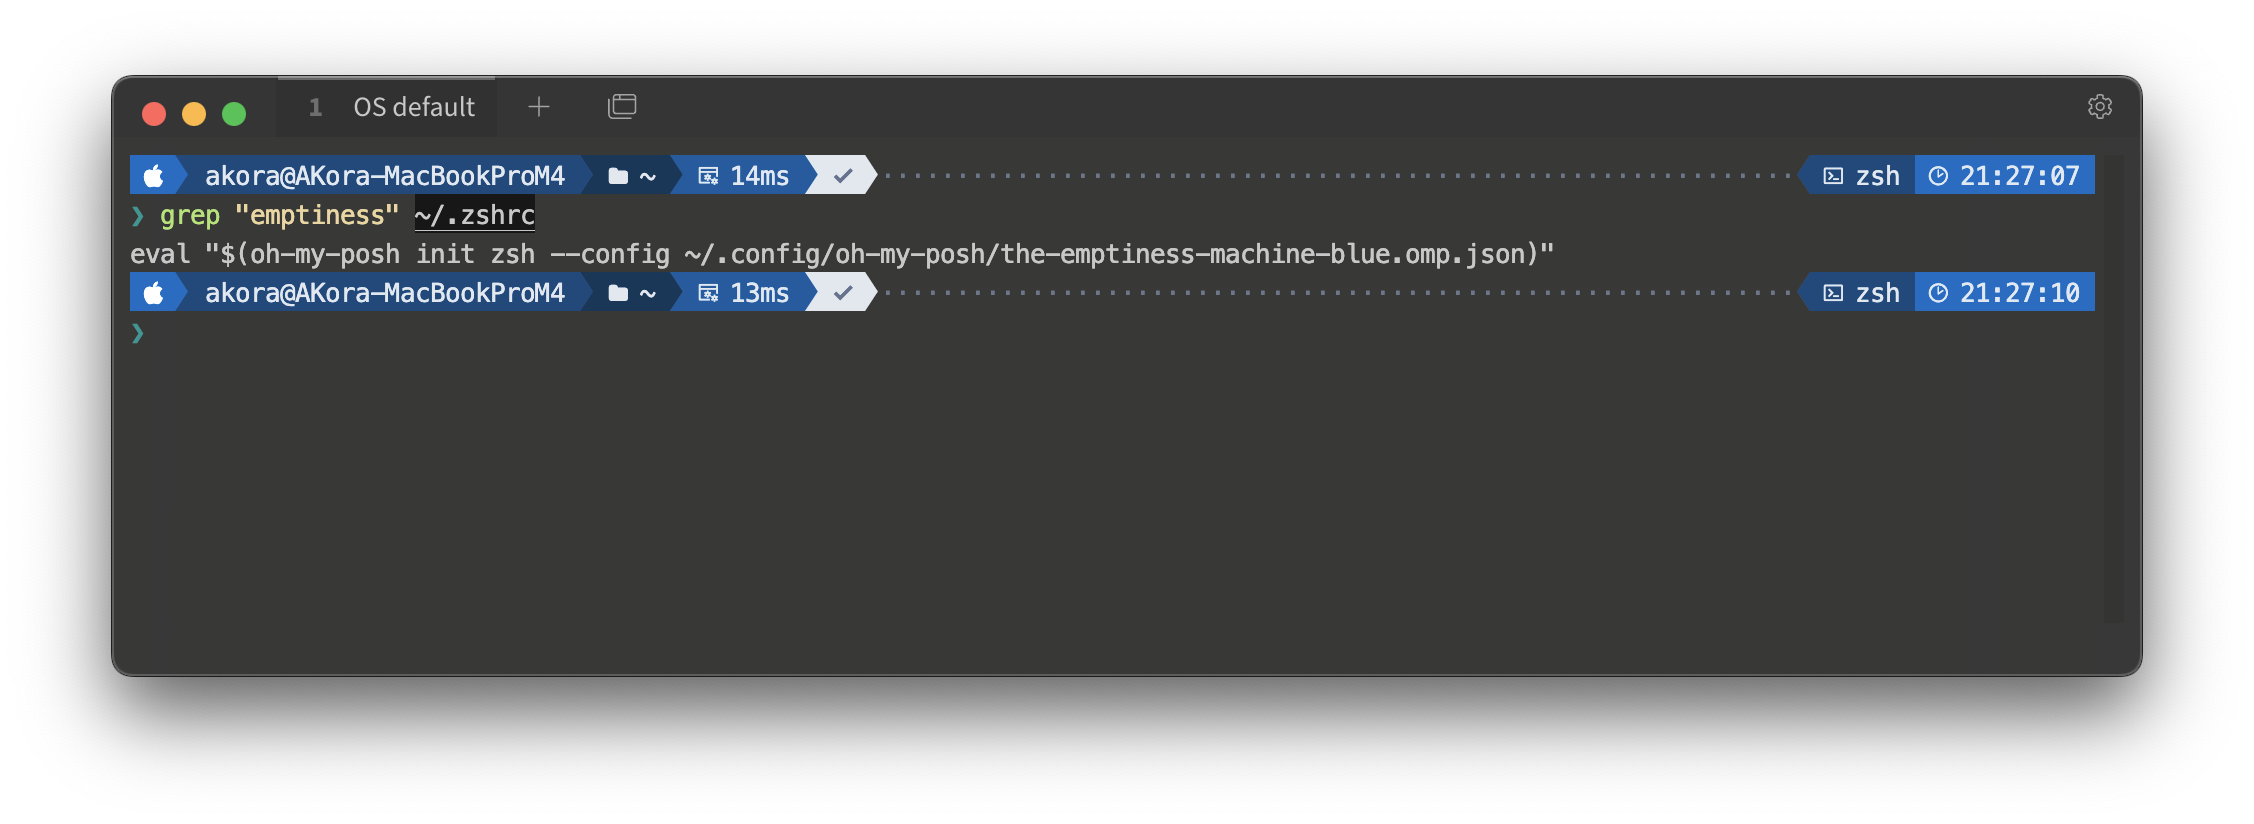 1 OS default
akora@AKora-MacBookProM4 ~ 14ms zsh 21:27:07
❯ grep "emptiness" ~/.zshrc
eval "$(oh-my-posh init zsh --config ~/.config/oh-my-posh/the-emptiness-machine-blue.omp.json)"
akora@AKora-MacBookProM4 ~ 13ms zsh 21:27:10
❯